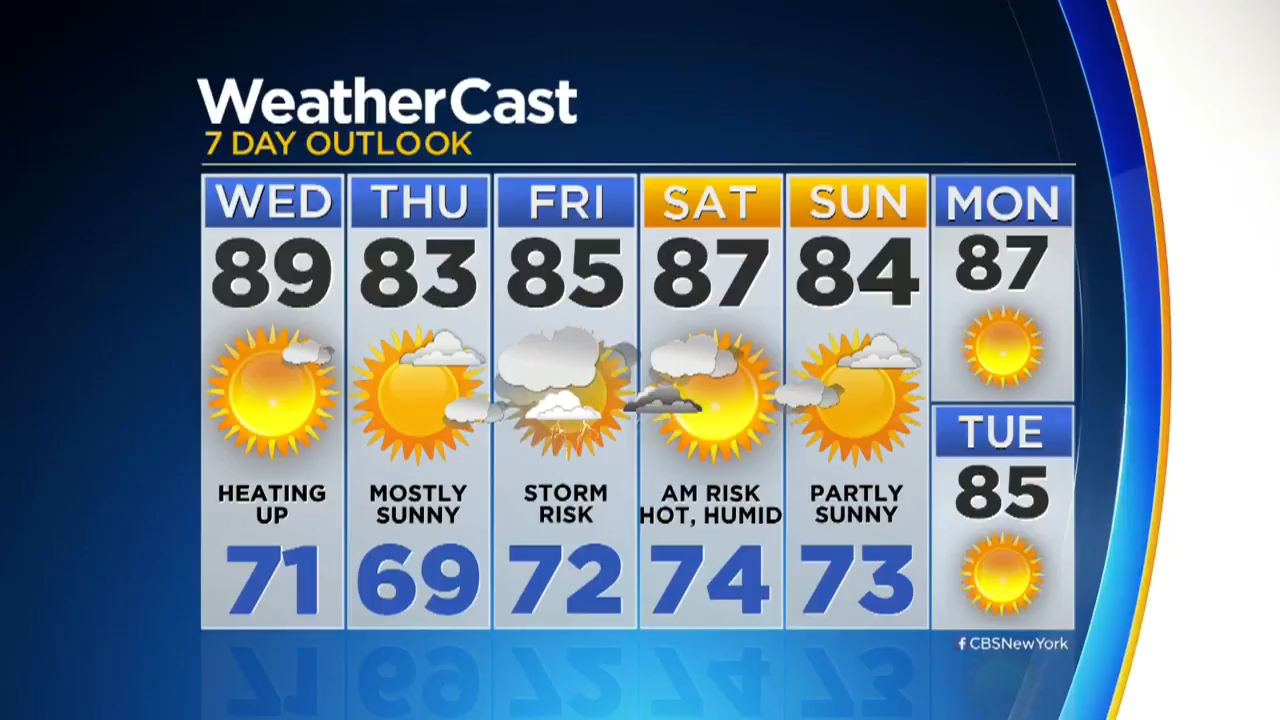 WeatherCast
7 DAY OUTLOOK
WED
89
HEATING
UP
71
THU
83
MOSTLY
SUNNY
69
FRI
85
STORM
RISK
72
SAT
87
AM RISK
HOT, HUMID
74
SUN
84
PARTLY
SUNNY
73
MON
87
TUE
85
f CBSNewYork